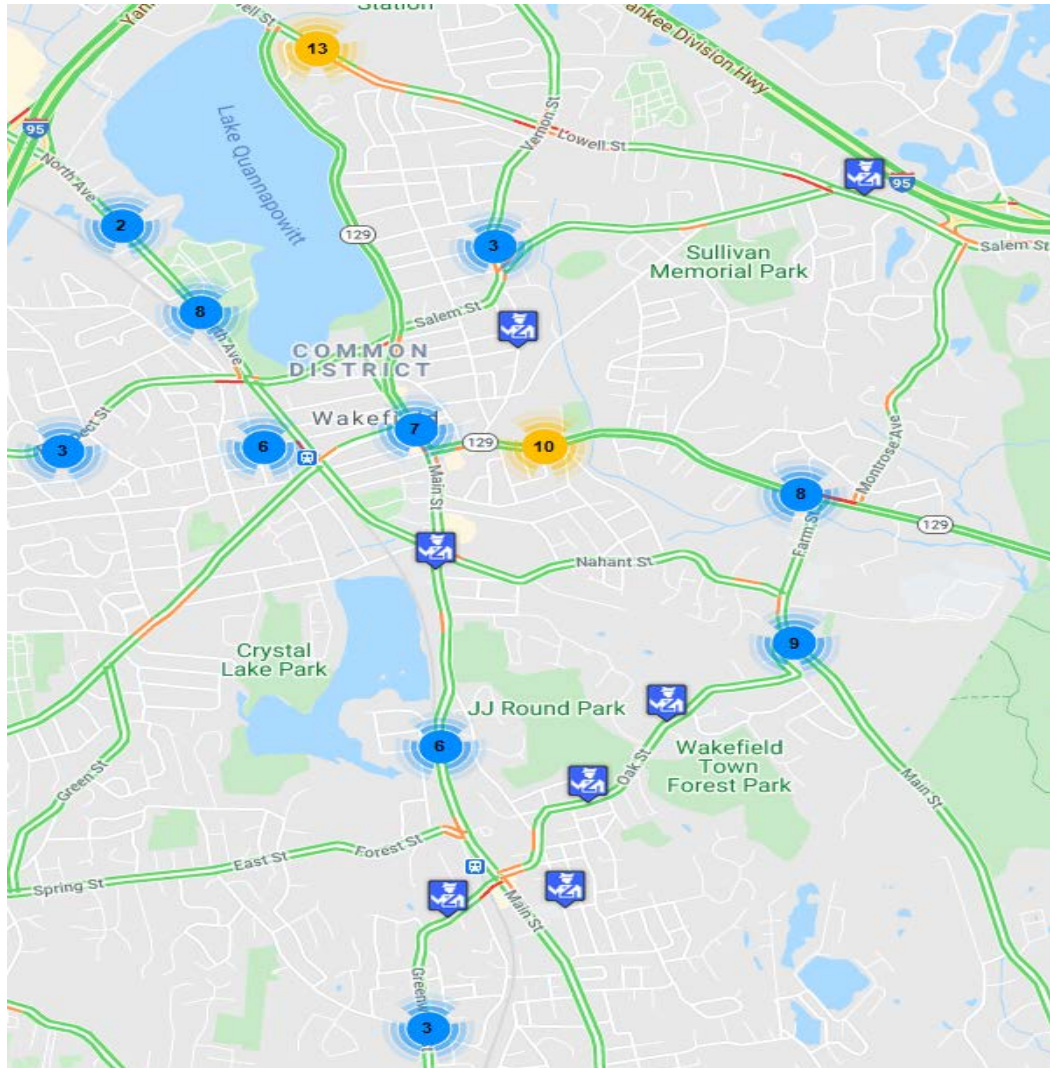 Station
13
Yankee Division Hwy
95
North Ave
Lake Quannapowitt
Vernon St
Lowell St
95
2
129
3
Sullivan
Memorial Park
Salem St
8
Salem St
COMMON
DISTRICT
Wakefield
7
3
6
129
10
Main St
Montrose Ave
8
Farm St
129
Nahant St
Crystal
Lake Park
9
JJ Round Park
6
Wakefield
Town
Forest Park
Oak St
Green St
Main St
Forest St
East St
Spring St
Main St
3